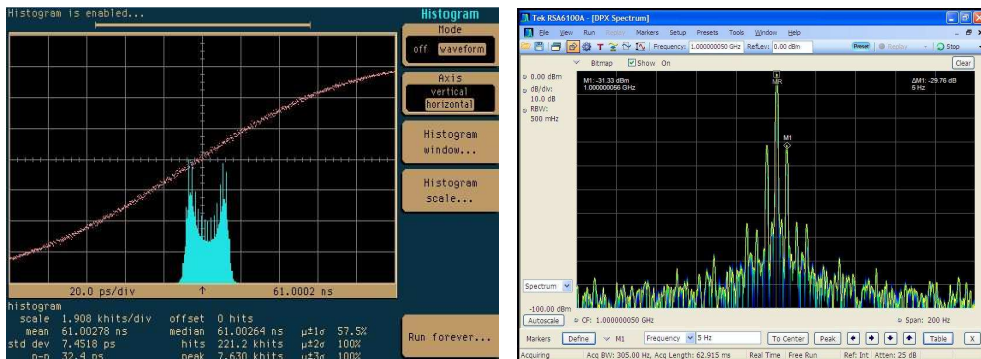 Histogram is enabled...
Histogram
Mode
off waveform
Axis
vertical
horizontal
Histogram
window...
Histogram
scale...
20.0 ps/div ↑ 61.0002 ns
histogram
scale 1.908 khits/div offset 0 hits
mean 61.00278 ns median 61.00264 ns µ±1σ 57.5%
std dev 7.4518 ps hits 221.2 khits µ±2σ 100%
p-p 32.4 ps peak 7.630 khits µ±3σ 100%
Run forever...
Tek RSA6100A - [DPX Spectrum]
File View Run Markers Setup Presets Tools Window Help
Frequency: 1.000000050 GHz RefLev: 0.00 dBm Preset Replay Stop
Bitmap Show On Clear
0.00 dBm
dB/div:
10.0 dB
RBW:
500 mHz
M1: -31.33 dBm
1.000000056 GHz
MR
M1
ΔM1: -29.76 dB
5 Hz
Spectrum
-100.00 dBm
Autoscale CF: 1.000000050 GHz Span: 200 Hz
Markers Define M1 Frequency 5 Hz To Center Peak Table X
Acquiring Acq BW: 305.00 Hz, Acq Length: 62.915 ms Real Time Free Run Ref: Int Atten: 25 dB